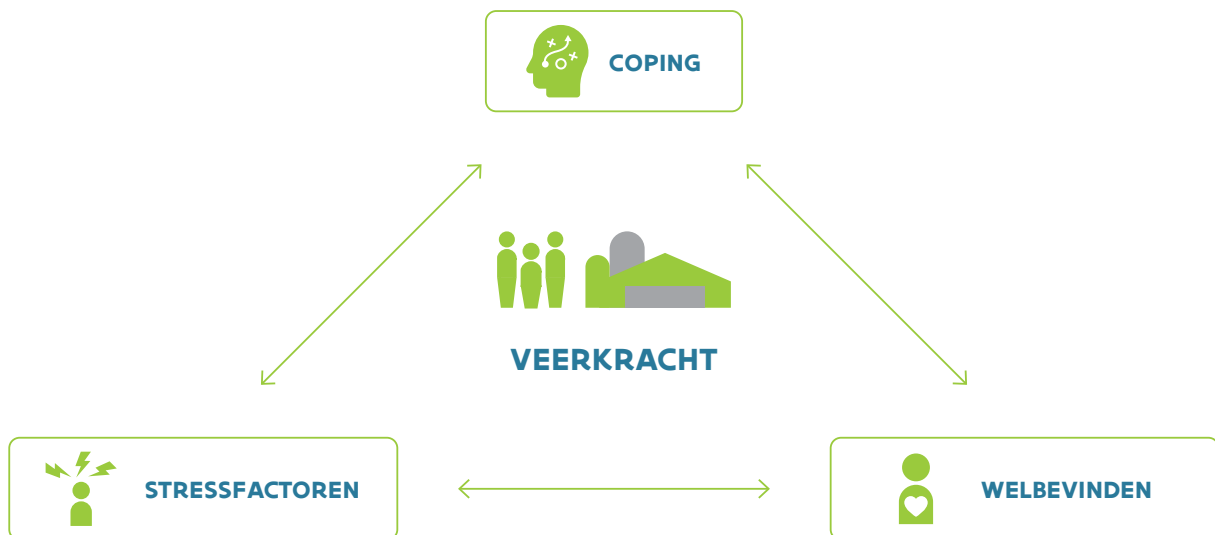 COPING
VEERKRACHT
STRESSFACTOREN
WELBEVINDEN